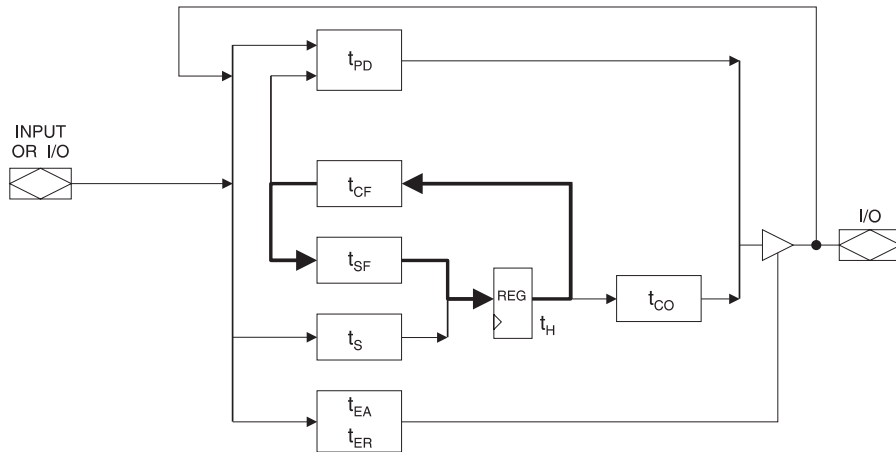 INPUT
OR I/O
tPD
tCF
tSF
tS
tEA
tER
REG
tH
tCO
I/O